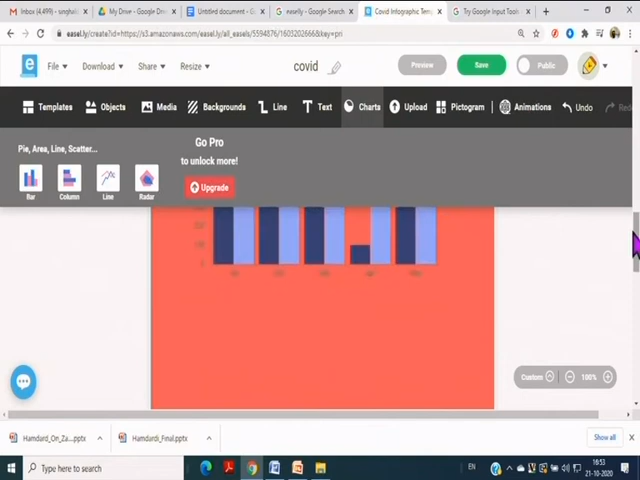 Gmail Inbox (4,499) - singhal
My Drive - Google Driv
Untitled document - G
easelly - Google Search
Covid Infographic Tem
Try Google Input Tools
easel.ly/create?id=https://s3.amazonaws.com/easel.ly/all_easels/5594876/1603202666&key=pri
File
Download
Share
Resize
covid
Preview
Save
Public
Templates
Objects
Media
Backgrounds
Line
Text
Charts
Upload
Pictogram
Animations
Undo
Redo
Pie, Area, Line, Scatter...
Go Pro
to unlock more!
Upgrade
Bar
Column
Line
Radar
Custom
100%
Hamdard_On_Za....pptx
Hamdardi_Final.pptx
Show all
Type here to search
EN
16:53
21-10-2020